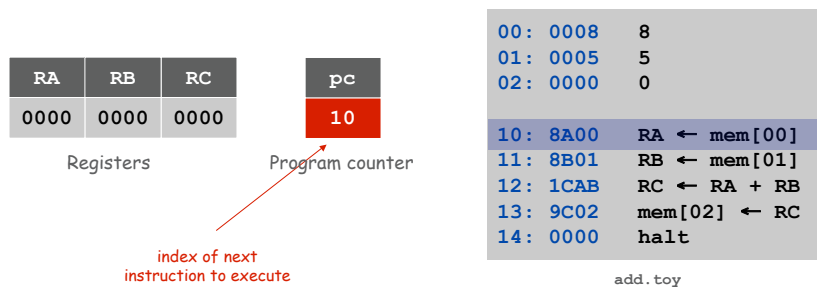 RA RB RC
0000 0000 0000
Registers
pc
10
Program counter
index of next
instruction to execute
00: 0008 8
01: 0005 5
02: 0000 0
10: 8A00 RA ← mem[00]
11: 8B01 RB ← mem[01]
12: 1CAB RC ← RA + RB
13: 9C02 mem[02] ← RC
14: 0000 halt
add.toy